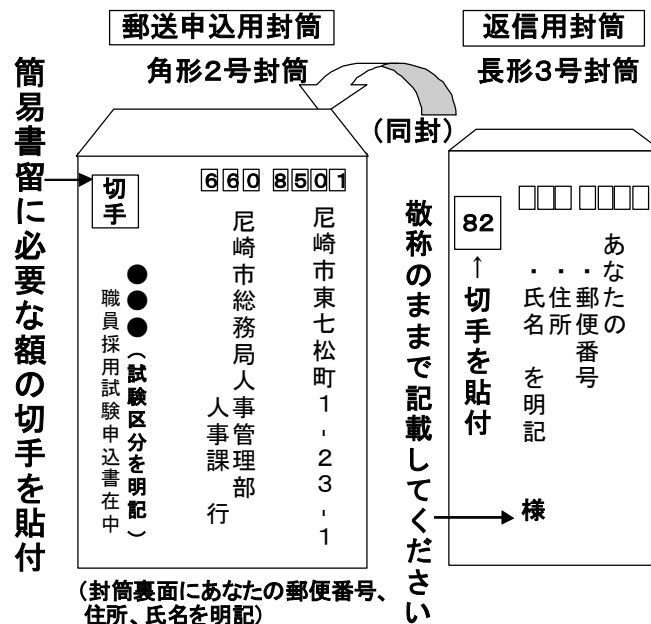 郵送申込用封筒
角形2号封筒
簡易書留に必要な額の切手を貼付
切手
660 8501
尼崎市東七松町1-23-1
尼崎市総務局人事管理部
人事課 行
●●●(試験区分を明記)
職員採用試験申込書在中
(封筒裏面にあなたの郵便番号、
住所、氏名を明記)
(同封)
返信用封筒
長形3号封筒
82
↑切手を貼付
あなたの
・郵便番号
・住所
・氏名 を明記
様
敬称のままで記載してください